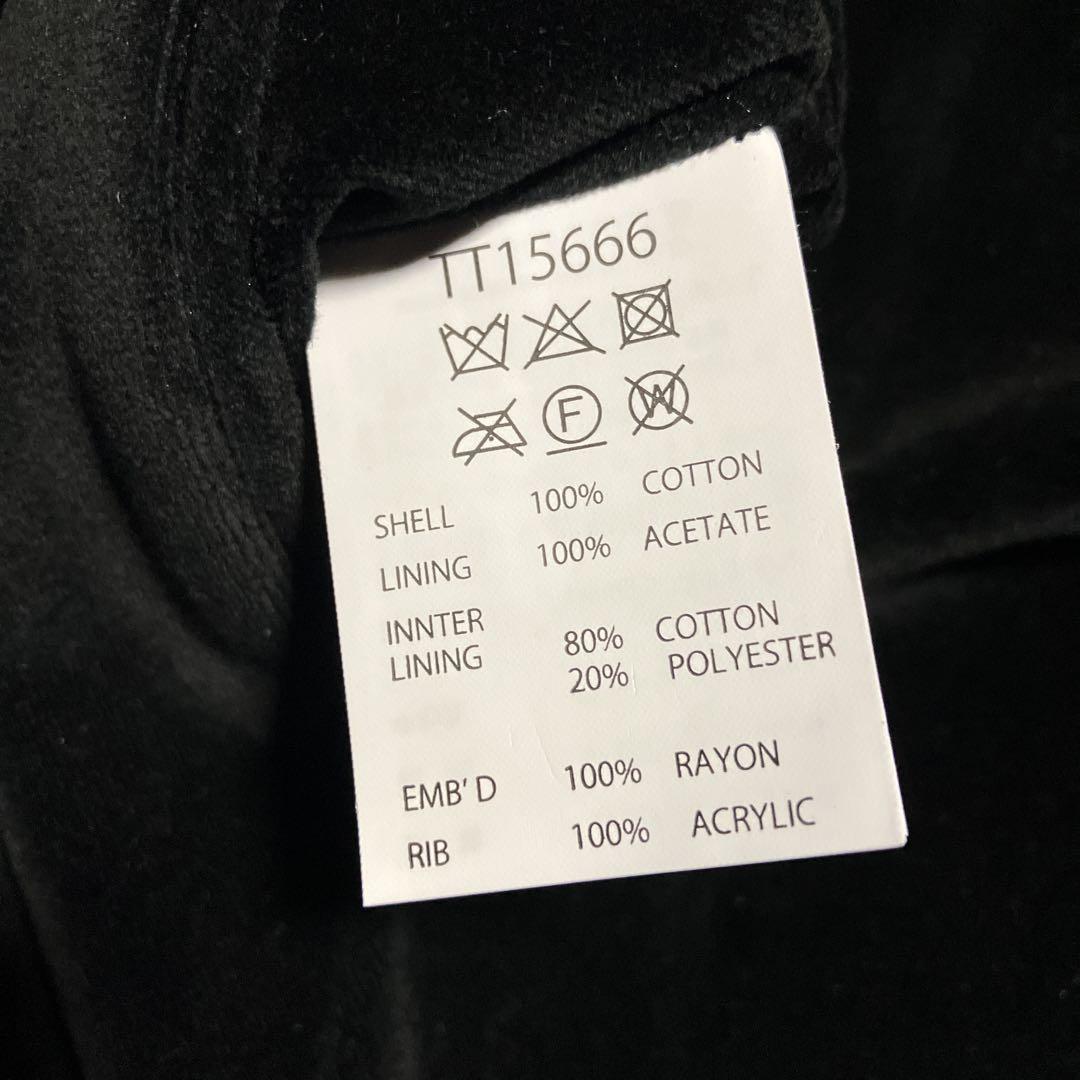 TT15666
F W
SHELL 100% COTTON
LINING 100% ACETATE
INNTER
LINING 80% COTTON
20% POLYESTER
EMB' D 100% RAYON
RIB 100% ACRYLIC